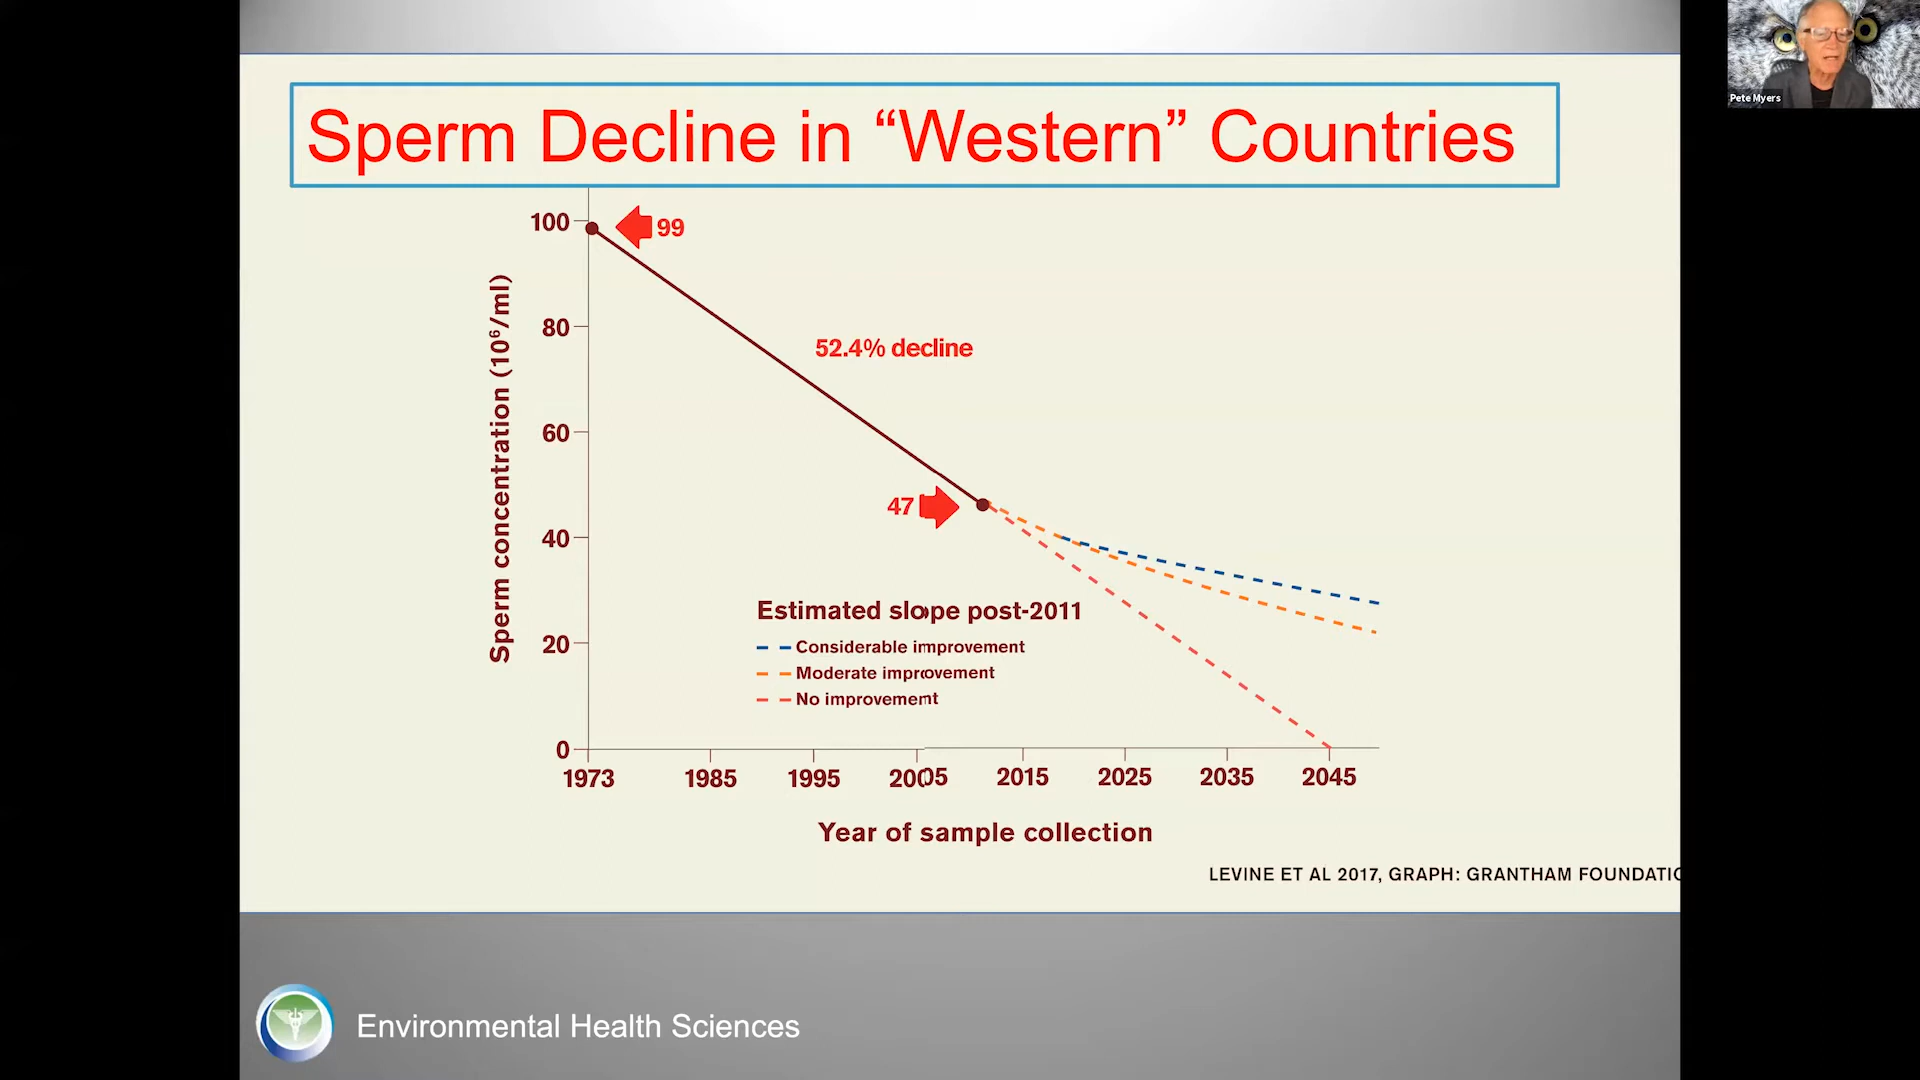 Pete Myers
Sperm Decline in “Western” Countries
100
99
80
52.4% decline
60
47
40
20
0
Sperm concentration (10⁶/ml)
Estimated slope post-2011
Considerable improvement
Moderate improvement
No improvement
1973 1985 1995 2005 2015 2025 2035 2045
Year of sample collection
LEVINE ET AL 2017, GRAPH: GRANTHAM FOUNDATIO
Environmental Health Sciences